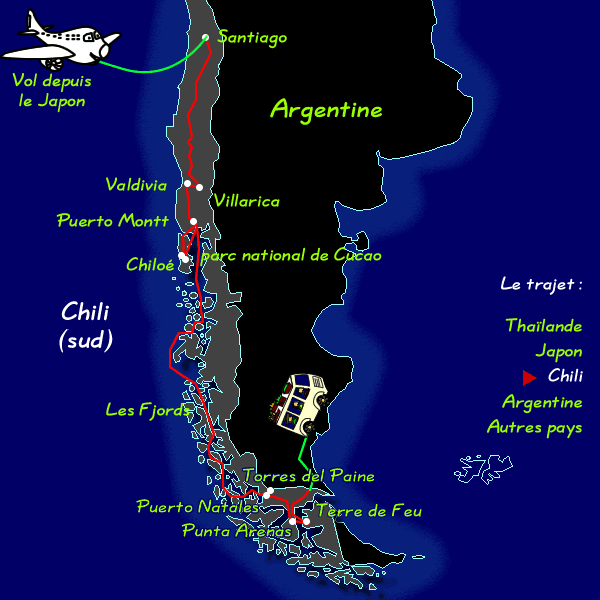 Santiago
Vol depuis
le Japon
Argentine
Valdivia
Villarica
Puerto Montt
parc national de Cucao
Chiloé
Chili
(sud)
Le trajet :
Thaïlande
Japon
Chili
Argentine
Autres pays
Les Fjords
Torres del Paine
Puerto Natales
Terre de Feu
Punta Arenas